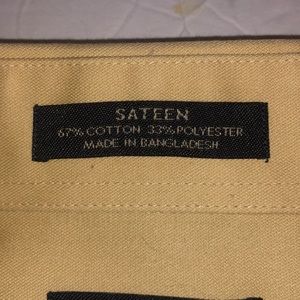 SATEEN
67% COTTON 33% POLYESTER
MADE IN BANGLADESH